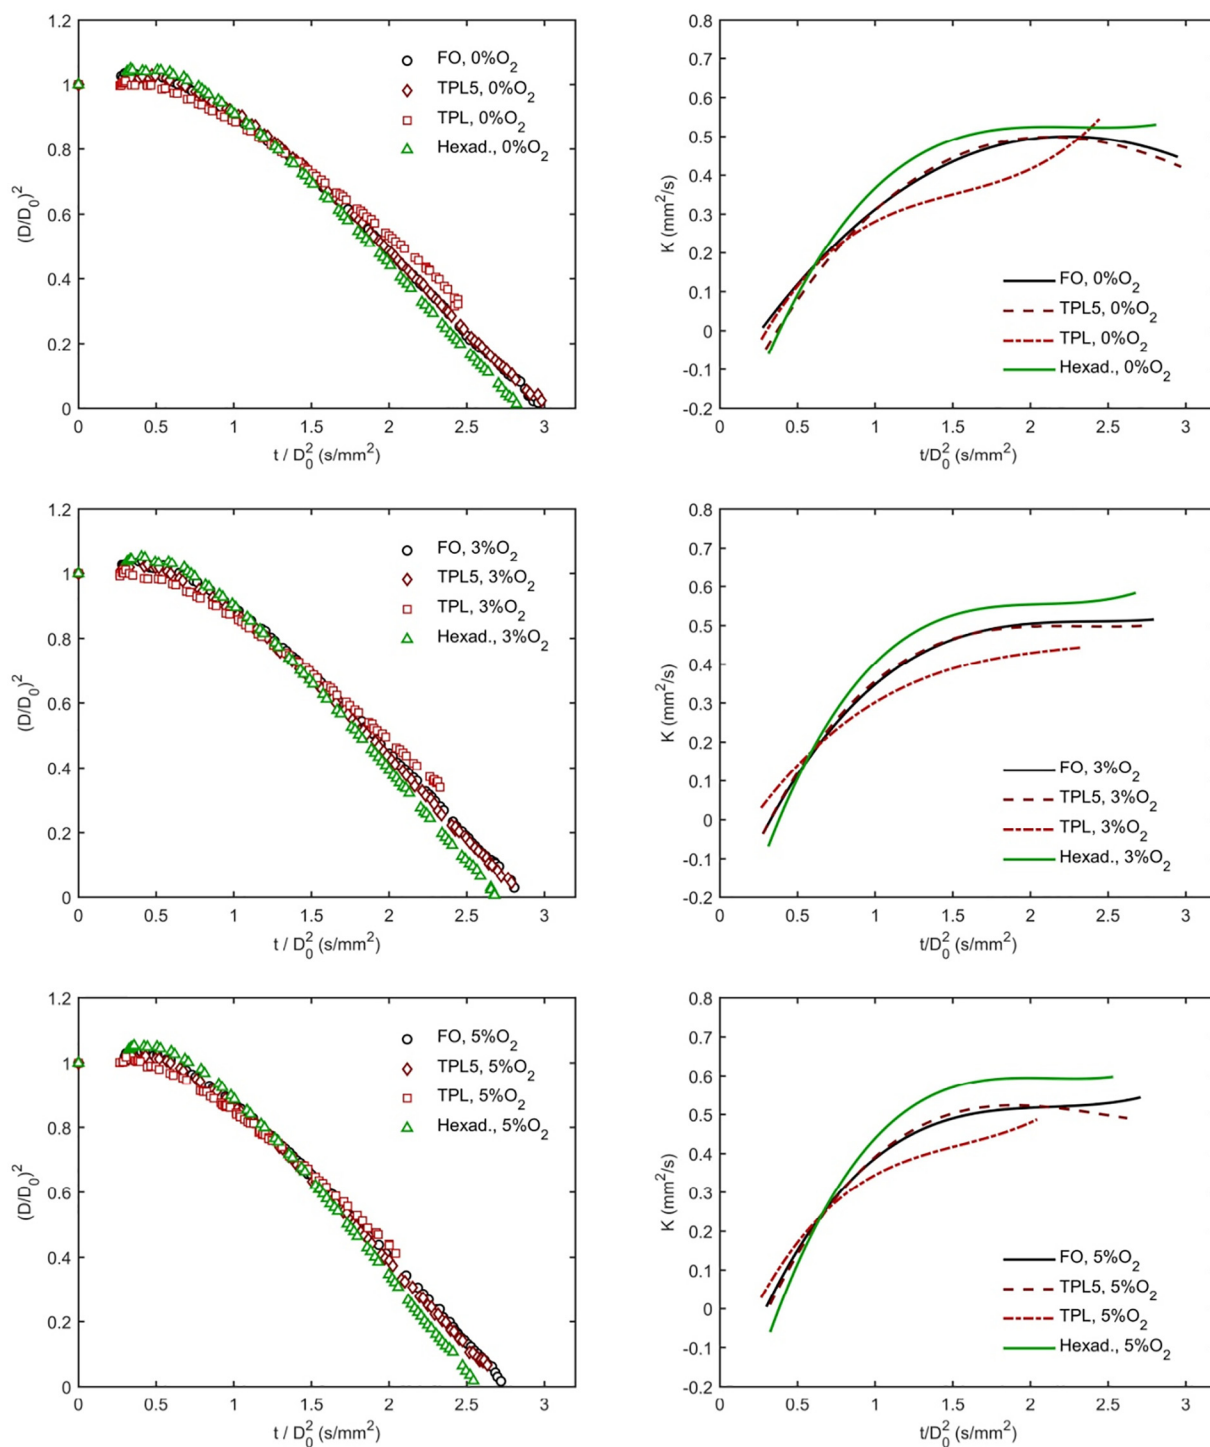 1.2
1
0.8
0.6
0.4
0.2
0
(D/D₀)²
0 0.5 1 1.5 2 2.5 3
t / D₀² (s/mm²)
FO, 0%O₂
TPL5, 0%O₂
TPL, 0%O₂
Hexad., 0%O₂
0.8
0.7
0.6
0.5
0.4
0.3
0.2
0.1
0
-0.1
-0.2
K (mm²/s)
0 0.5 1 1.5 2 2.5 3
t/D₀² (s/mm²)
FO, 0%O₂
TPL5, 0%O₂
TPL, 0%O₂
Hexad., 0%O₂
1.2
1
0.8
0.6
0.4
0.2
0
(D/D₀)²
0 0.5 1 1.5 2 2.5 3
t / D₀² (s/mm²)
FO, 3%O₂
TPL5, 3%O₂
TPL, 3%O₂
Hexad., 3%O₂
0.8
0.7
0.6
0.5
0.4
0.3
0.2
0.1
0
-0.1
-0.2
K (mm²/s)
0 0.5 1 1.5 2 2.5 3
t/D₀² (s/mm²)
FO, 3%O₂
TPL5, 3%O₂
TPL, 3%O₂
Hexad., 3%O₂
1.2
1
0.8
0.6
0.4
0.2
0
(D/D₀)²
0 0.5 1 1.5 2 2.5 3
t / D₀² (s/mm²)
FO, 5%O₂
TPL5, 5%O₂
TPL, 5%O₂
Hexad., 5%O₂
0.8
0.7
0.6
0.5
0.4
0.3
0.2
0.1
0
-0.1
-0.2
K (mm²/s)
0 0.5 1 1.5 2 2.5 3
t/D₀² (s/mm²)
FO, 5%O₂
TPL5, 5%O₂
TPL, 5%O₂
Hexad., 5%O₂